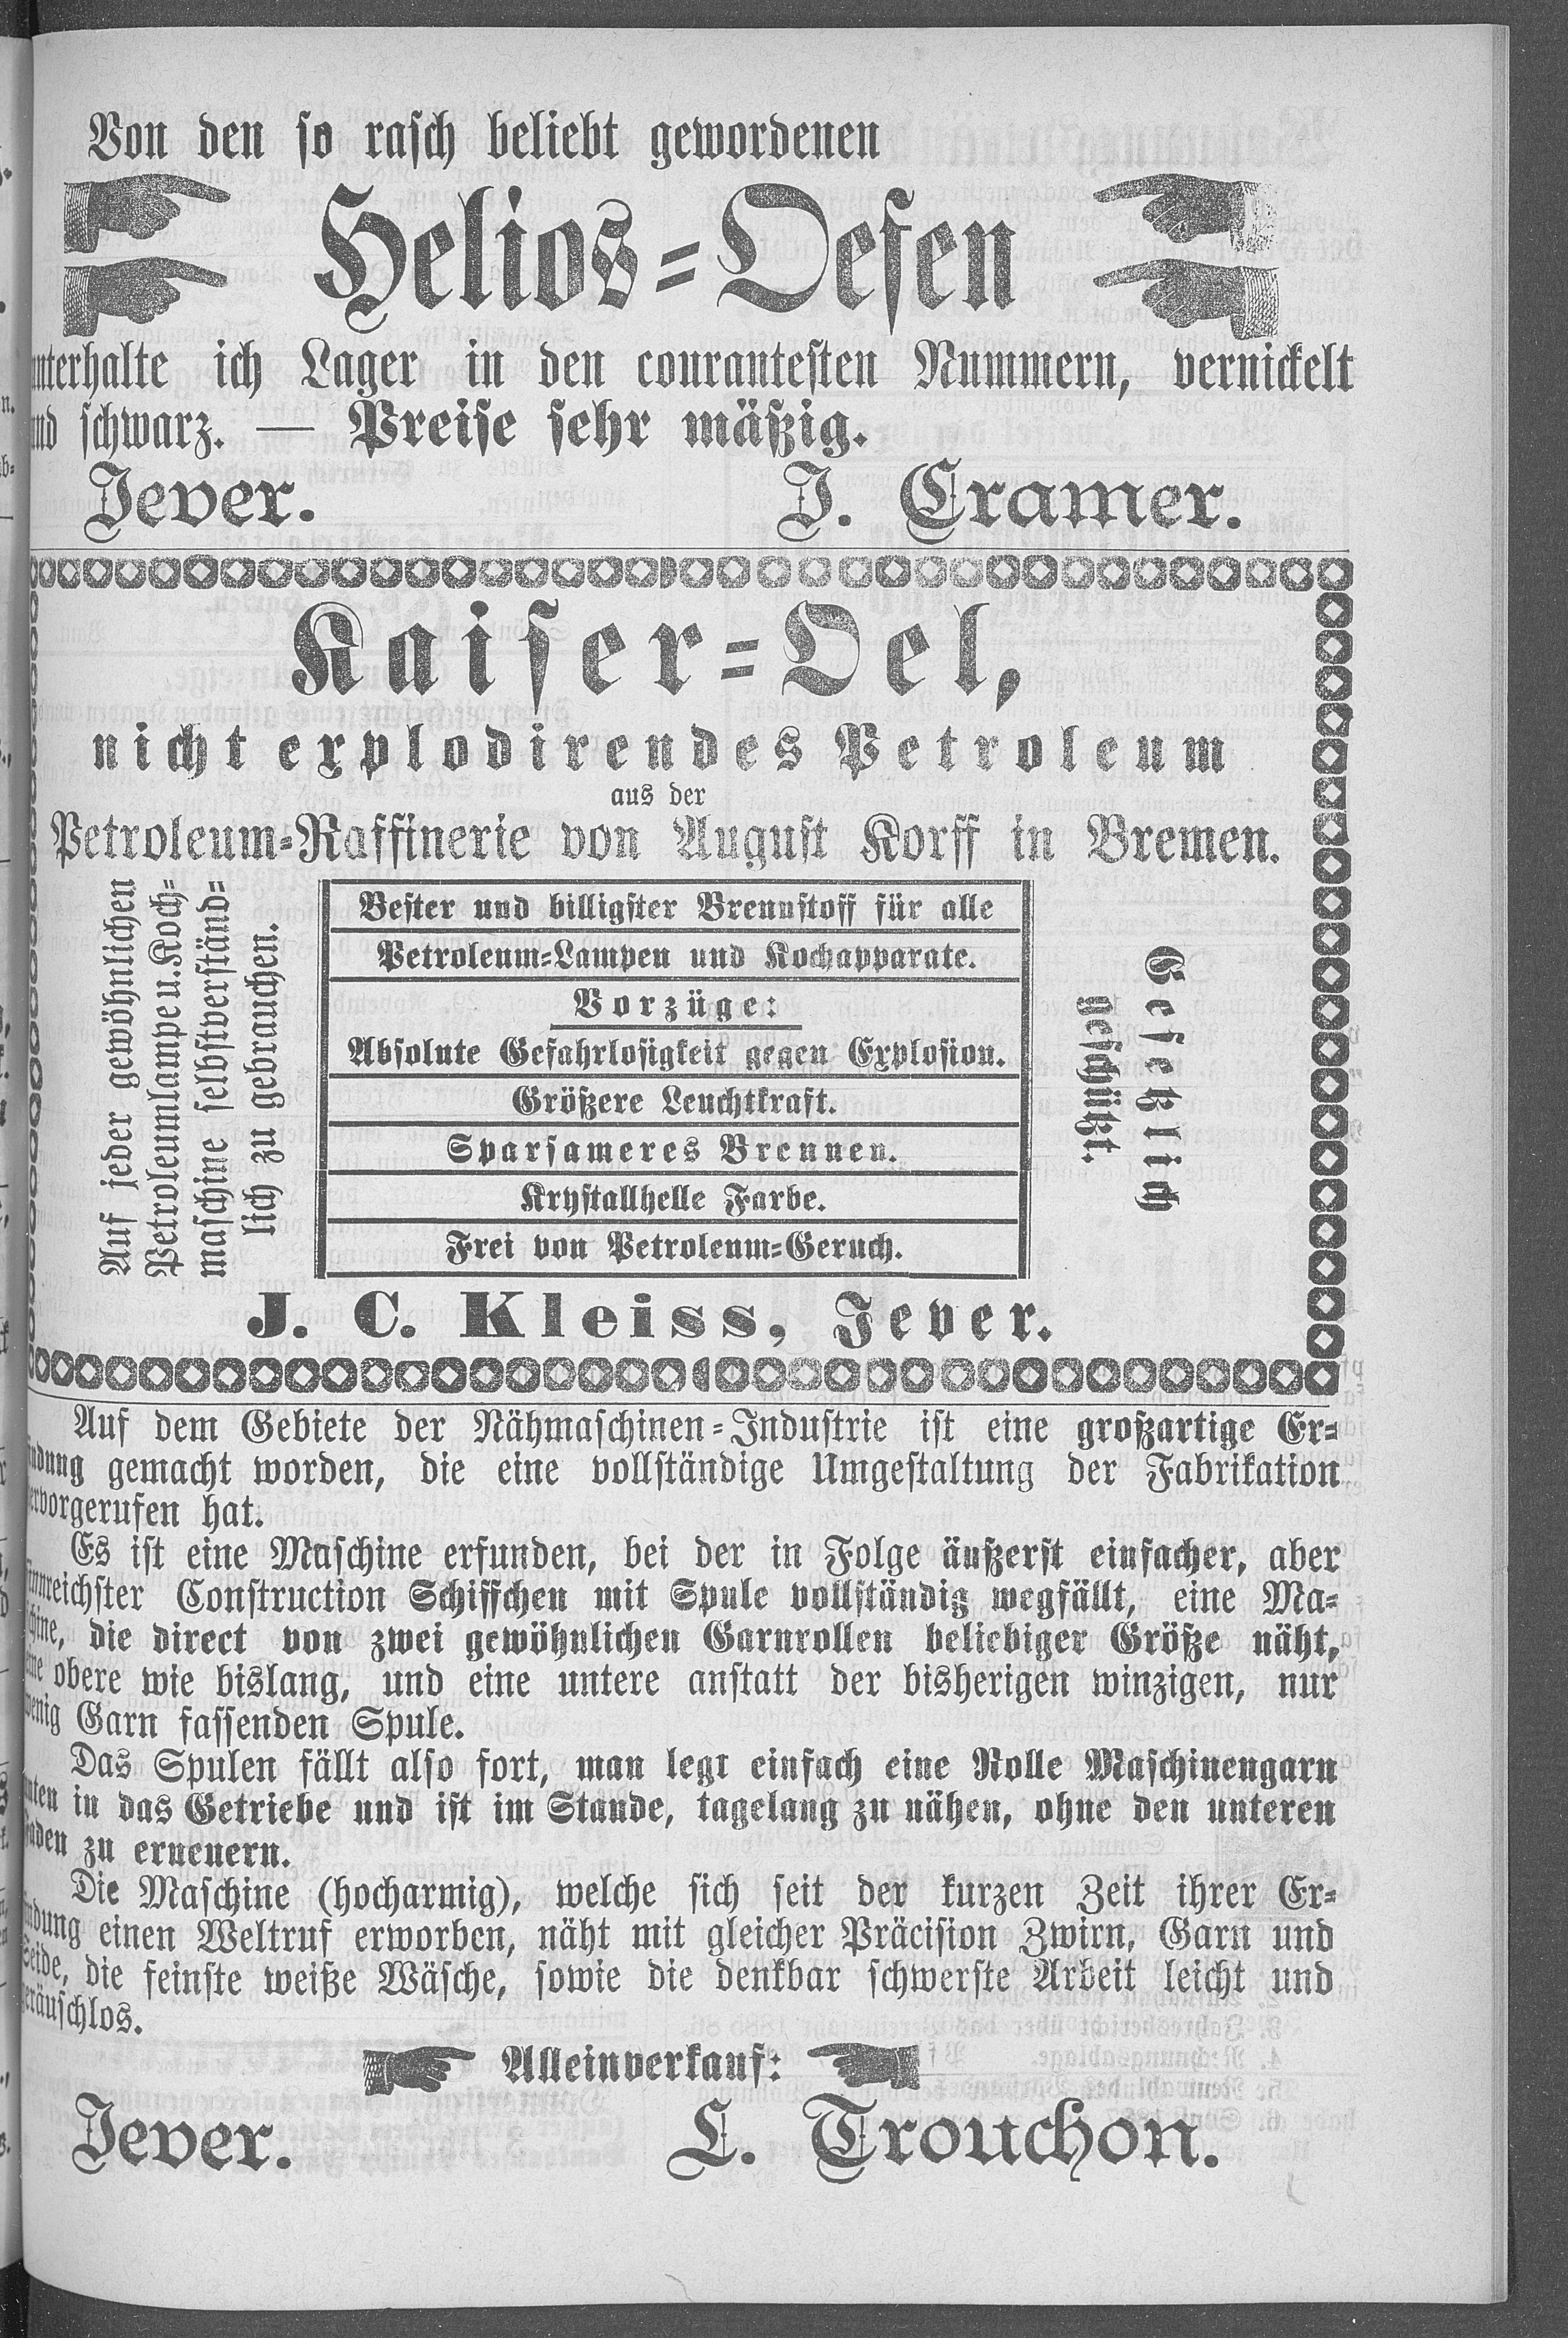 Von den so rasch beliebt gewordenen
Helios-Oefen
unterhalte ich Lager in den courantesten Nummern, vernickelt
und schwarz. — Preise sehr mäßig.
Jever. J. Cramer.
Kaiser-Oel,
nicht explodirendes Petroleum
aus der
Petroleum-Raffinerie von August Korff in Bremen.
Auf jeder gewöhnlichen
Petroleumlampe u. Koch-
maschine selbstverständ-
lich zu gebrauchen.
Bester und billigster Brennstoff für alle
Petroleum-Lampen und Kochapparate.
Vorzüge:
Absolute Gefahrlosigkeit gegen Explosion.
Größere Leuchtkraft.
Sparsameres Brennen.
Krystallhelle Farbe.
Frei von Petroleum-Geruch.
Gesetzlich
geschützt.
J. C. Kleiss, Jever.
Auf dem Gebiete der Nähmaschinen-Industrie ist eine großartige Er-
findung gemacht worden, die eine vollständige Umgestaltung der Fabrikation
hervorgerufen hat.
Es ist eine Maschine erfunden, bei der in Folge äußerst einfacher, aber
sinnreichster Construction Schiffchen mit Spule vollständig wegfällt, eine Ma-
schine, die direct von zwei gewöhnlichen Garnrollen beliebiger Größe näht,
eine obere wie bislang, und eine untere anstatt der bisherigen winzigen, nur
wenig Garn fassenden Spule.
Das Spulen fällt also fort, man legt einfach eine Rolle Maschinengarn
unten in das Getriebe und ist im Stande, tagelang zu nähen, ohne den unteren
Faden zu erneuern.
Die Maschine (hocharmig), welche sich seit der kurzen Zeit ihrer Er-
findung einen Weltruf erworben, näht mit gleicher Präcision Zwirn, Garn und
Seide, die feinste weiße Wäsche, sowie die denkbar schwerste Arbeit leicht und
geräuschlos.
Alleinverkauf:
Jever. L. Trouchon.